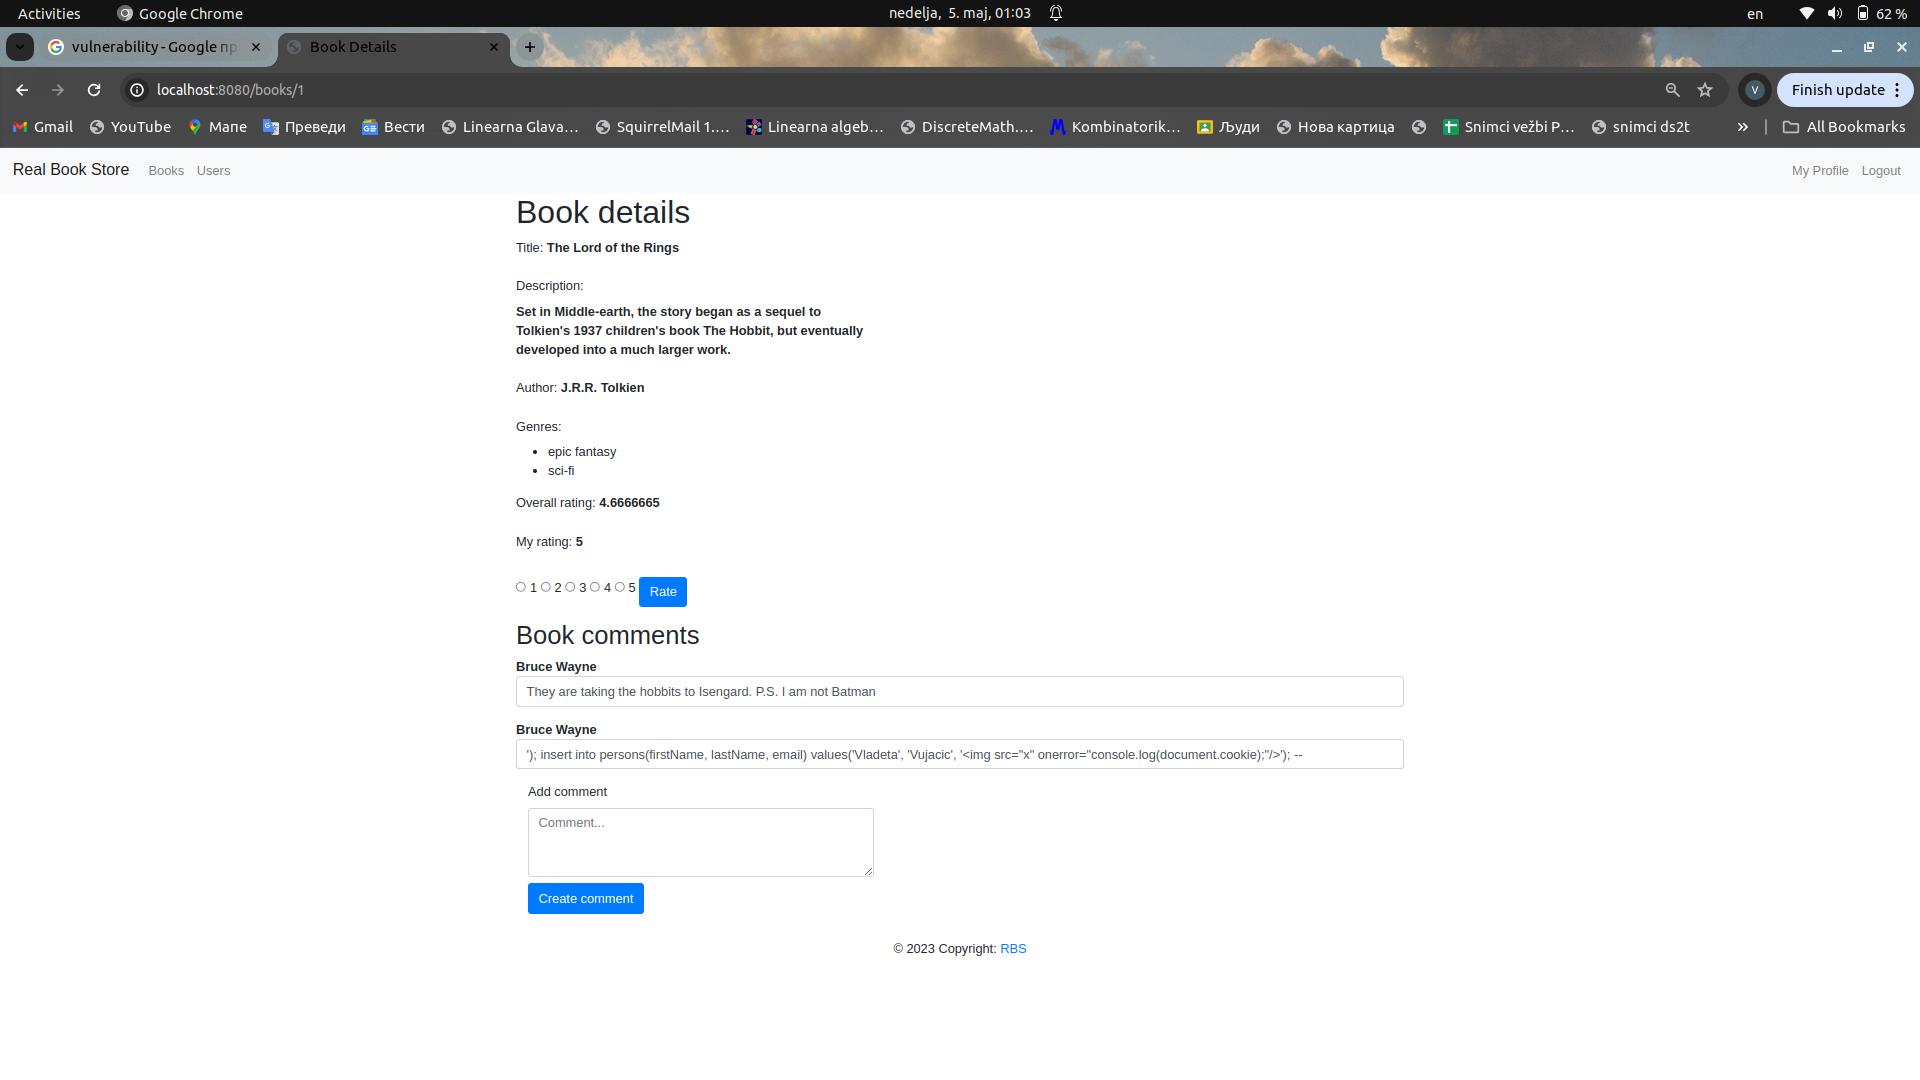 Activities Google Chrome nedelja, 5. maj, 01:03 en 62 %
vulnerability - Google пр Book Details
localhost:8080/books/1 V Finish update
Gmail YouTube Мапе Преведи Вести Linearna Glava… SquirrelMail 1.… Linearna algeb… DiscreteMath.… Kombinatorik… Људи Нова картица Snimci vežbi P… snimci ds2t » All Bookmarks
Real Book Store Books Users My Profile Logout
Book details
Title: The Lord of the Rings
Description:
Set in Middle-earth, the story began as a sequel to
Tolkien's 1937 children's book The Hobbit, but eventually
developed into a much larger work.
Author: J.R.R. Tolkien
Genres:
epic fantasy
sci-fi
Overall rating: 4.6666665
My rating: 5
1 2 3 4 5 Rate
Book comments
Bruce Wayne
They are taking the hobbits to Isengard. P.S. I am not Batman
Bruce Wayne
'); insert into persons(firstName, lastName, email) values('Vladeta', 'Vujacic', '<img src="x" onerror="console.log(document.cookie);"/>'); --
Add comment
Comment...
Create comment
© 2023 Copyright: RBS